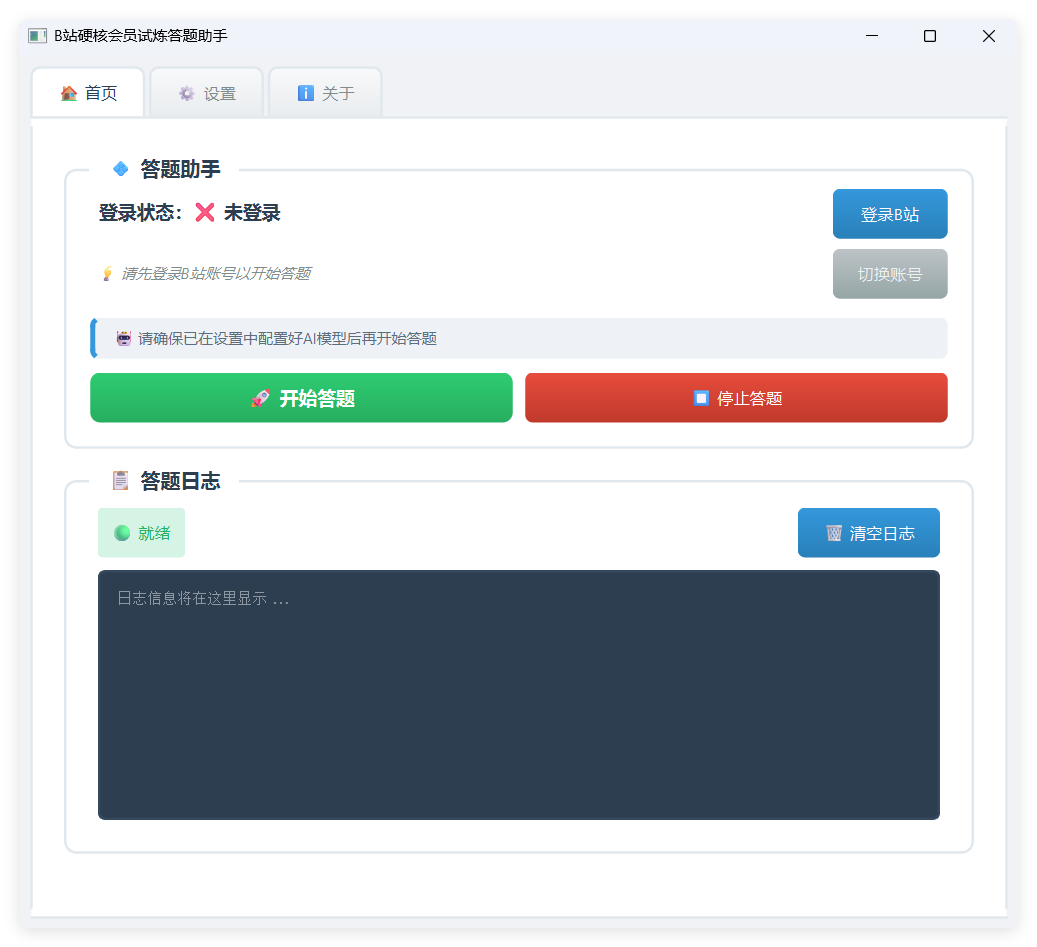 B站硬核会员试炼答题助手
首页 设置 关于
答题助手
登录状态： 未登录
登录B站
请先登录B站账号以开始答题
切换账号
请确保已在设置中配置好AI模型后再开始答题
开始答题 停止答题
答题日志
就绪 清空日志
日志信息将在这里显示 ...